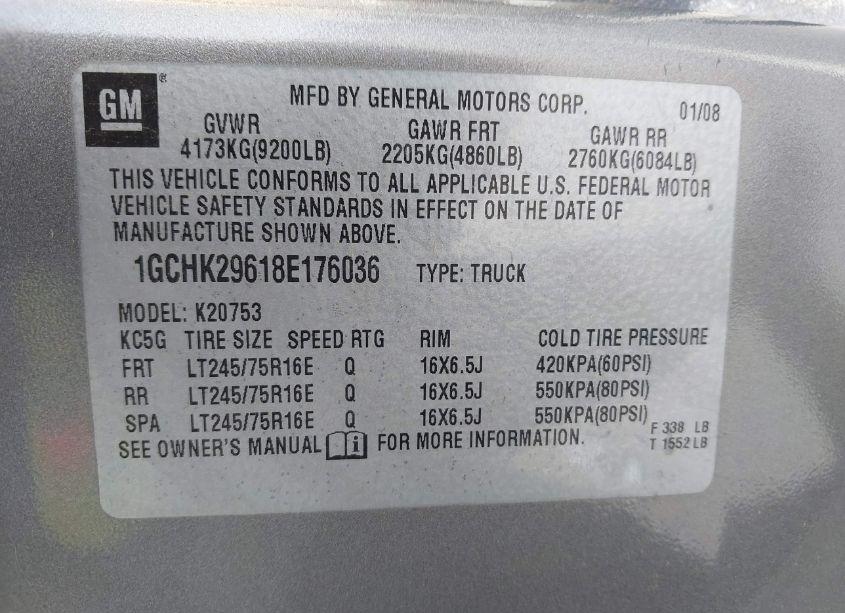 GM®
MFD BY GENERAL MOTORS CORP. 01/08
GVWR GAWR FRT GAWR RR
4173KG(9200LB) 2205KG(4860LB) 2760KG(6084LB)
THIS VEHICLE CONFORMS TO ALL APPLICABLE U.S. FEDERAL MOTOR
VEHICLE SAFETY STANDARDS IN EFFECT ON THE DATE OF
MANUFACTURE SHOWN ABOVE.
1GCHK29618E176036 TYPE: TRUCK
MODEL: K20753
KC5G TIRE SIZE SPEED RTG RIM COLD TIRE PRESSURE
FRT LT245/75R16E Q 16X6.5J 420KPA(60PSI)
RR LT245/75R16E Q 16X6.5J 550KPA(80PSI)
SPA LT245/75R16E Q 16X6.5J 550KPA(80PSI)
F 338 LB
T 1552 LB
SEE OWNER'S MANUAL i FOR MORE INFORMATION.